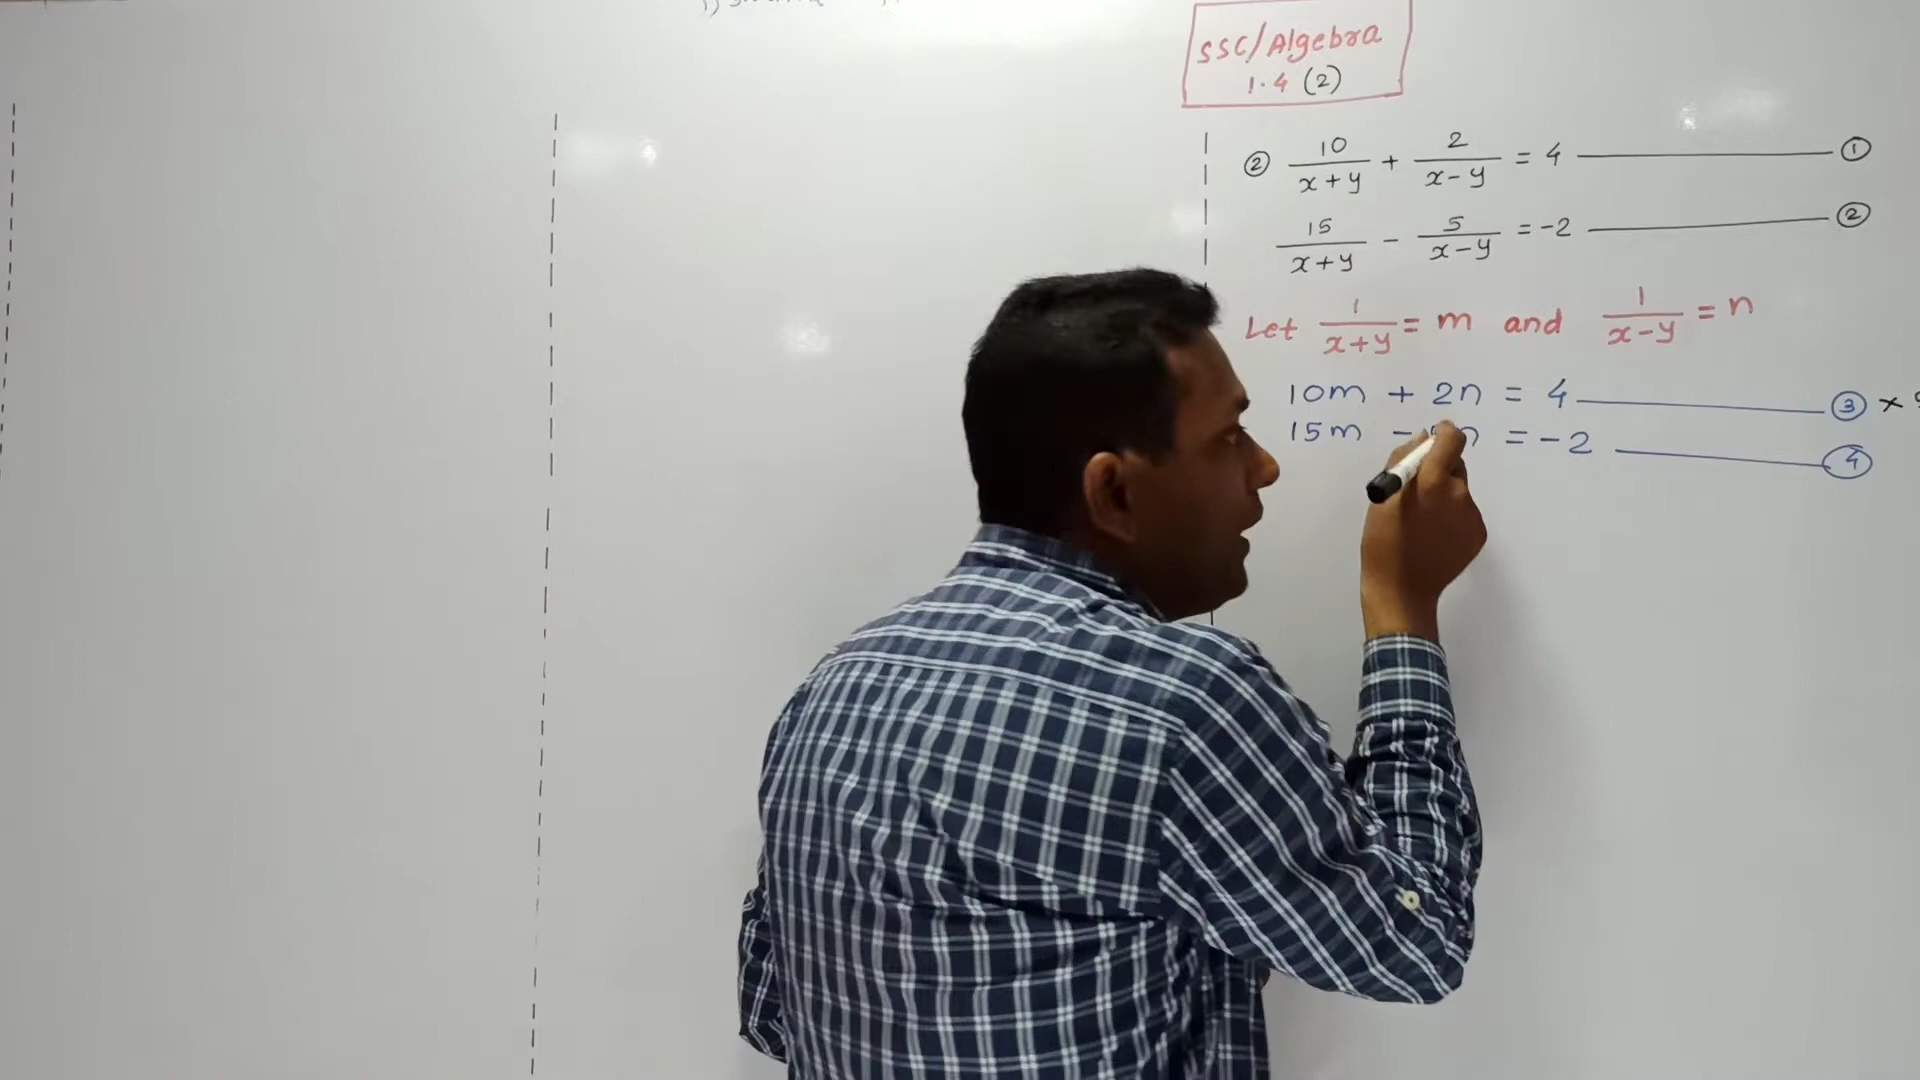 SSC/Algebra
1.4 (2)
② 10/(x+y) + 2/(x-y) = 4 ——— ①
15/(x+y) - 5/(x-y) = -2 ——— ②
Let 1/(x+y) = m and 1/(x-y) = n
10m + 2n = 4 ——— ③ ×
15m - n = -2 ——— ④